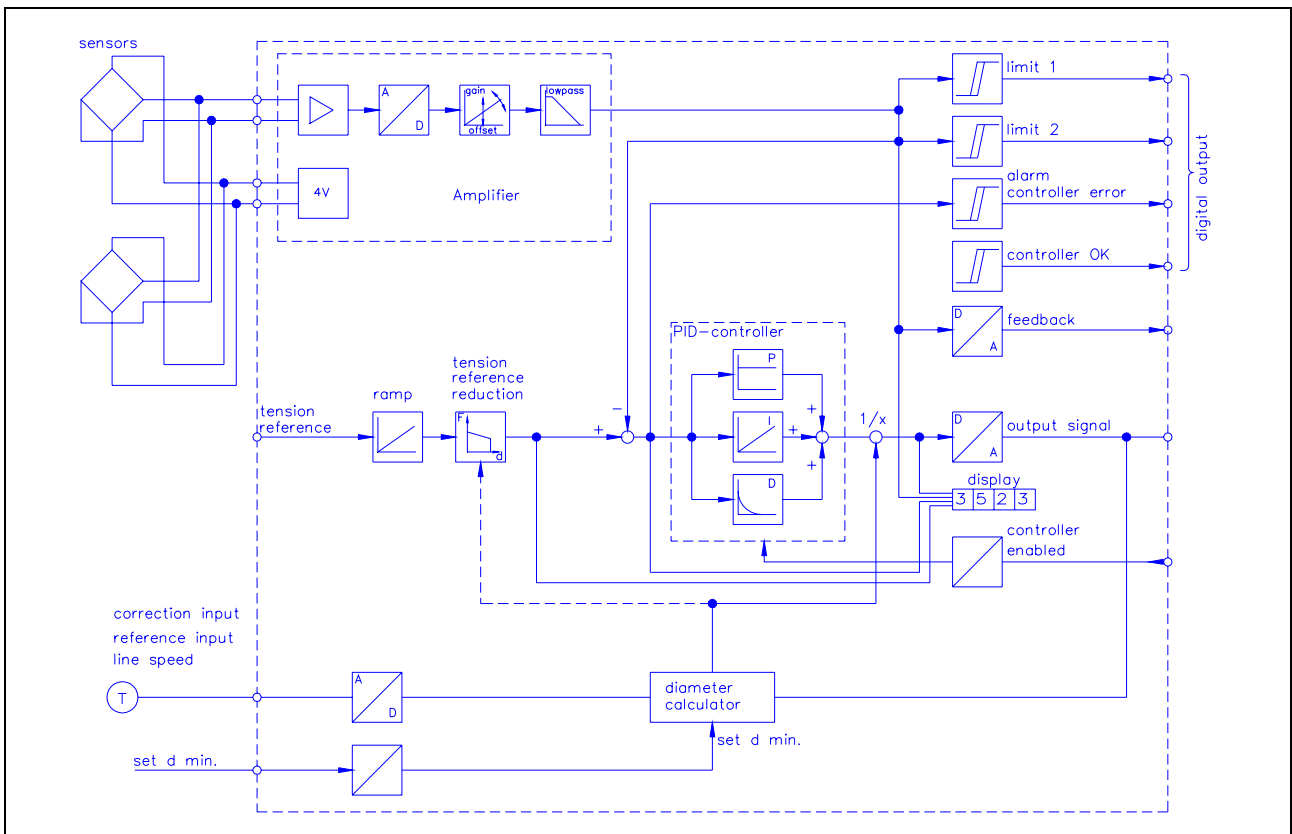 sensors
A
D
gain
offset
lowpass
4V
Amplifier
limit 1
limit 2
alarm
controller error
controller OK
digital output
D
A
feedback
PID-controller
P
I
D
+
+
+
-
+
1/x
tension
reference
ramp
tension
reference
reduction
F
d
D
A
output signal
display
3 5 2 3
controller
enabled
correction input
reference input
line speed
T
A
D
diameter
calculator
set d min.
set d min.